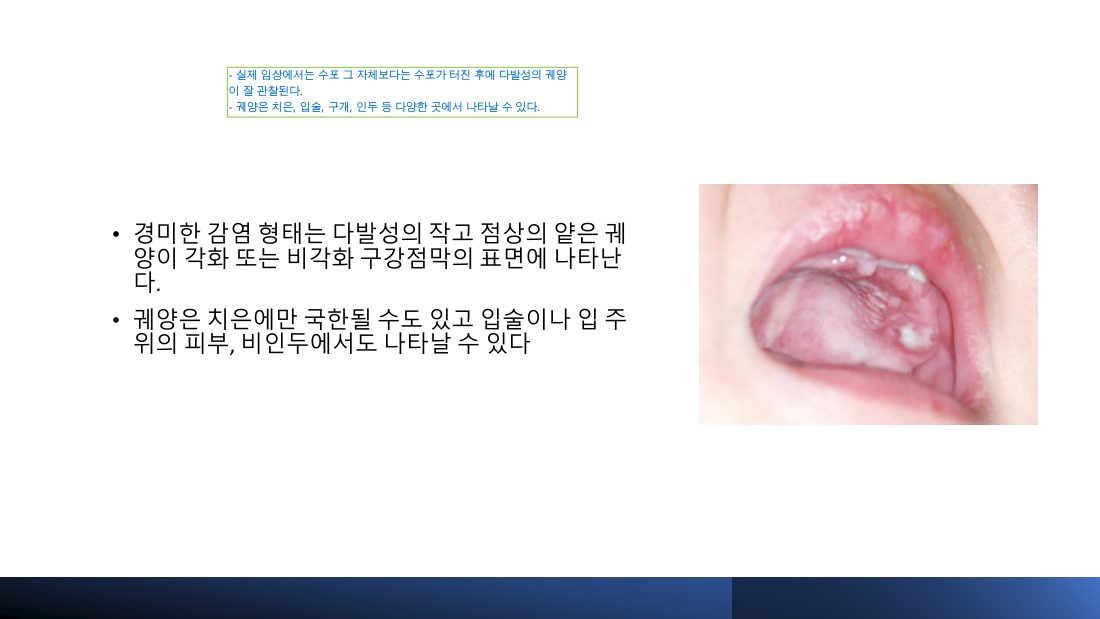 - 실제 임상에서는 수포 그 자체보다는 수포가 터진 후에 다발성의 궤양
이 잘 관찰된다.
- 궤양은 치은, 입술, 구개, 인두 등 다양한 곳에서 나타날 수 있다.
• 경미한 감염 형태는 다발성의 작고 점상의 얕은 궤
양이 각화 또는 비각화 구강점막의 표면에 나타난
다.
• 궤양은 치은에만 국한될 수도 있고 입술이나 입 주
위의 피부, 비인두에서도 나타날 수 있다